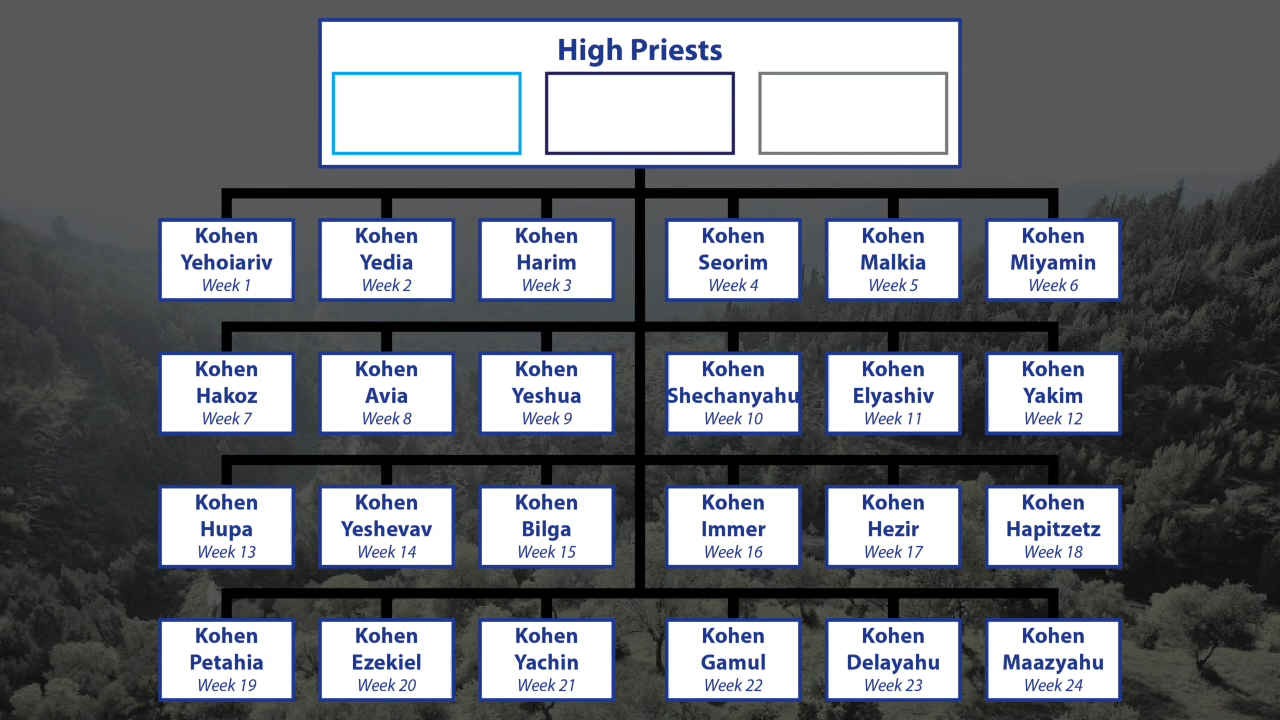 High Priests
Kohen
Yehoiariv
Week 1
Kohen
Yedia
Week 2
Kohen
Harim
Week 3
Kohen
Seorim
Week 4
Kohen
Malkia
Week 5
Kohen
Miyamin
Week 6
Kohen
Hakoz
Week 7
Kohen
Avia
Week 8
Kohen
Yeshua
Week 9
Kohen
Shechanyahu
Week 10
Kohen
Elyashiv
Week 11
Kohen
Yakim
Week 12
Kohen
Hupa
Week 13
Kohen
Yeshevav
Week 14
Kohen
Bilga
Week 15
Kohen
Immer
Week 16
Kohen
Hezir
Week 17
Kohen
Hapitzetz
Week 18
Kohen
Petahia
Week 19
Kohen
Ezekiel
Week 20
Kohen
Yachin
Week 21
Kohen
Gamul
Week 22
Kohen
Delayahu
Week 23
Kohen
Maazyahu
Week 24